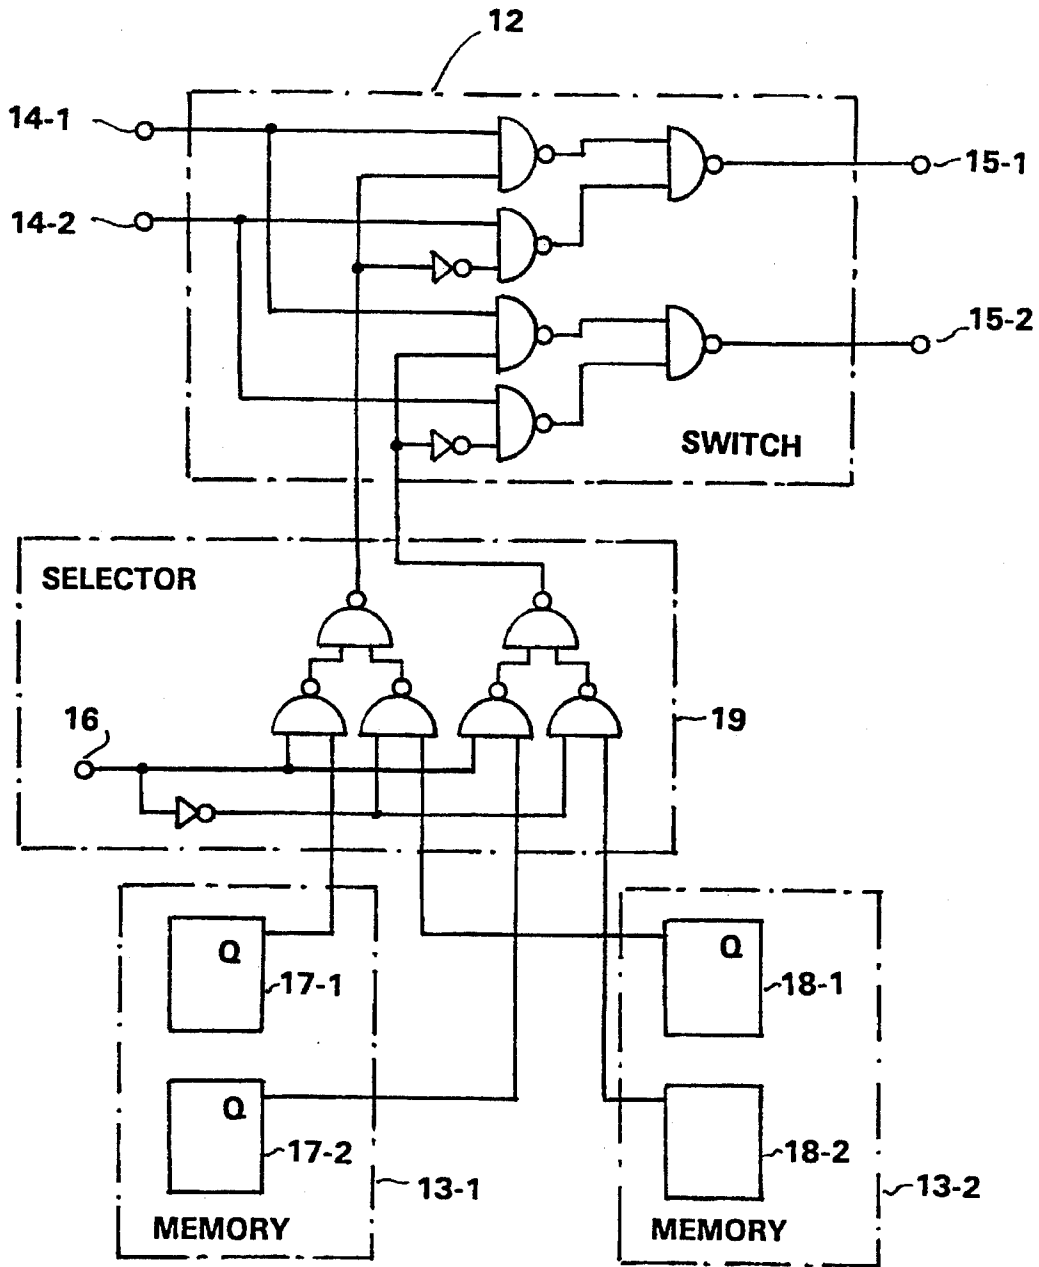 12
14-1
15-1
14-2
15-2
SWITCH
SELECTOR
16
19
Q
17-1
Q
18-1
Q
17-2
18-2
13-1
13-2
MEMORY
MEMORY